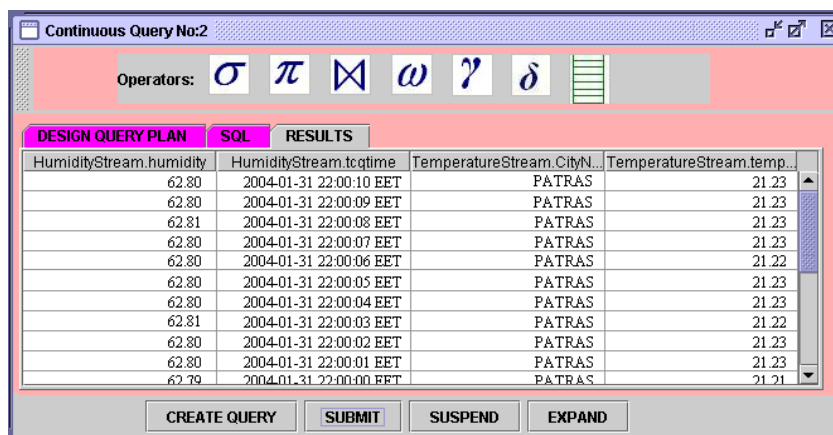 Continuous Query No:2
Operators: σ π ⋈ ω γ δ
DESIGN QUERY PLAN SQL RESULTS
HumidityStream.humidity HumidityStream.tcqtime TemperatureStream.CityN... TemperatureStream.temp...
62.80 2004-01-31 22:00:10 EET PATRAS 21.23
62.80 2004-01-31 22:00:09 EET PATRAS 21.23
62.81 2004-01-31 22:00:08 EET PATRAS 21.23
62.80 2004-01-31 22:00:07 EET PATRAS 21.23
62.80 2004-01-31 22:00:06 EET PATRAS 21.22
62.80 2004-01-31 22:00:05 EET PATRAS 21.23
62.80 2004-01-31 22:00:04 EET PATRAS 21.23
62.81 2004-01-31 22:00:03 EET PATRAS 21.22
62.80 2004-01-31 22:00:02 EET PATRAS 21.23
62.80 2004-01-31 22:00:01 EET PATRAS 21.23
62.79 2004-01-31 22:00:00 EET PATRAS 21.21
CREATE QUERY SUBMIT SUSPEND EXPAND